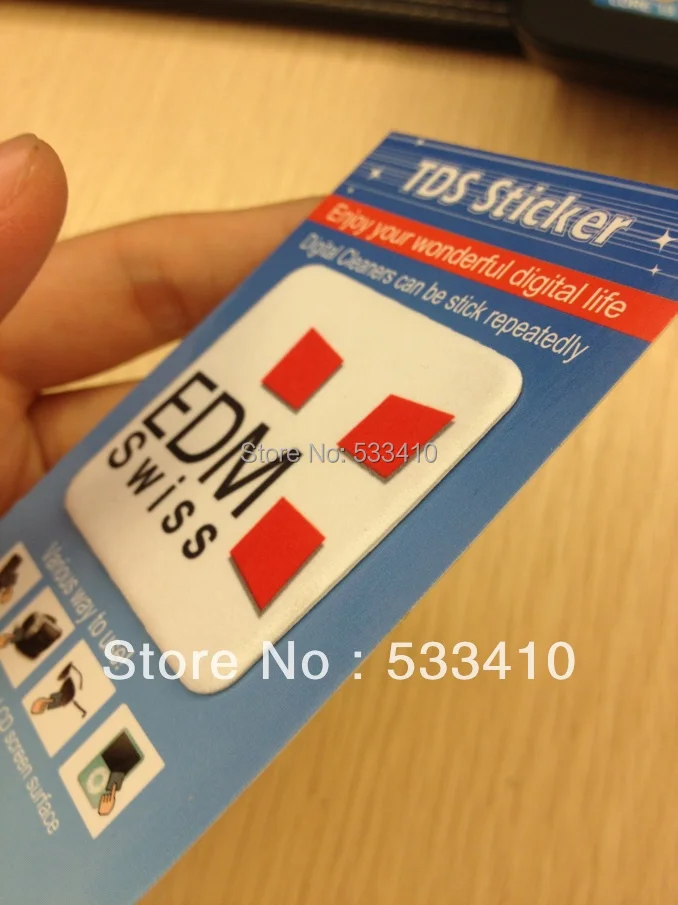 TDS Sticker
Enjoy your wonderful digital life
Digital Cleaners can be stick repeatedly
EDM
Swiss
Store No: 533410
Various way to use:
Store No : 533410
LCD screen surface